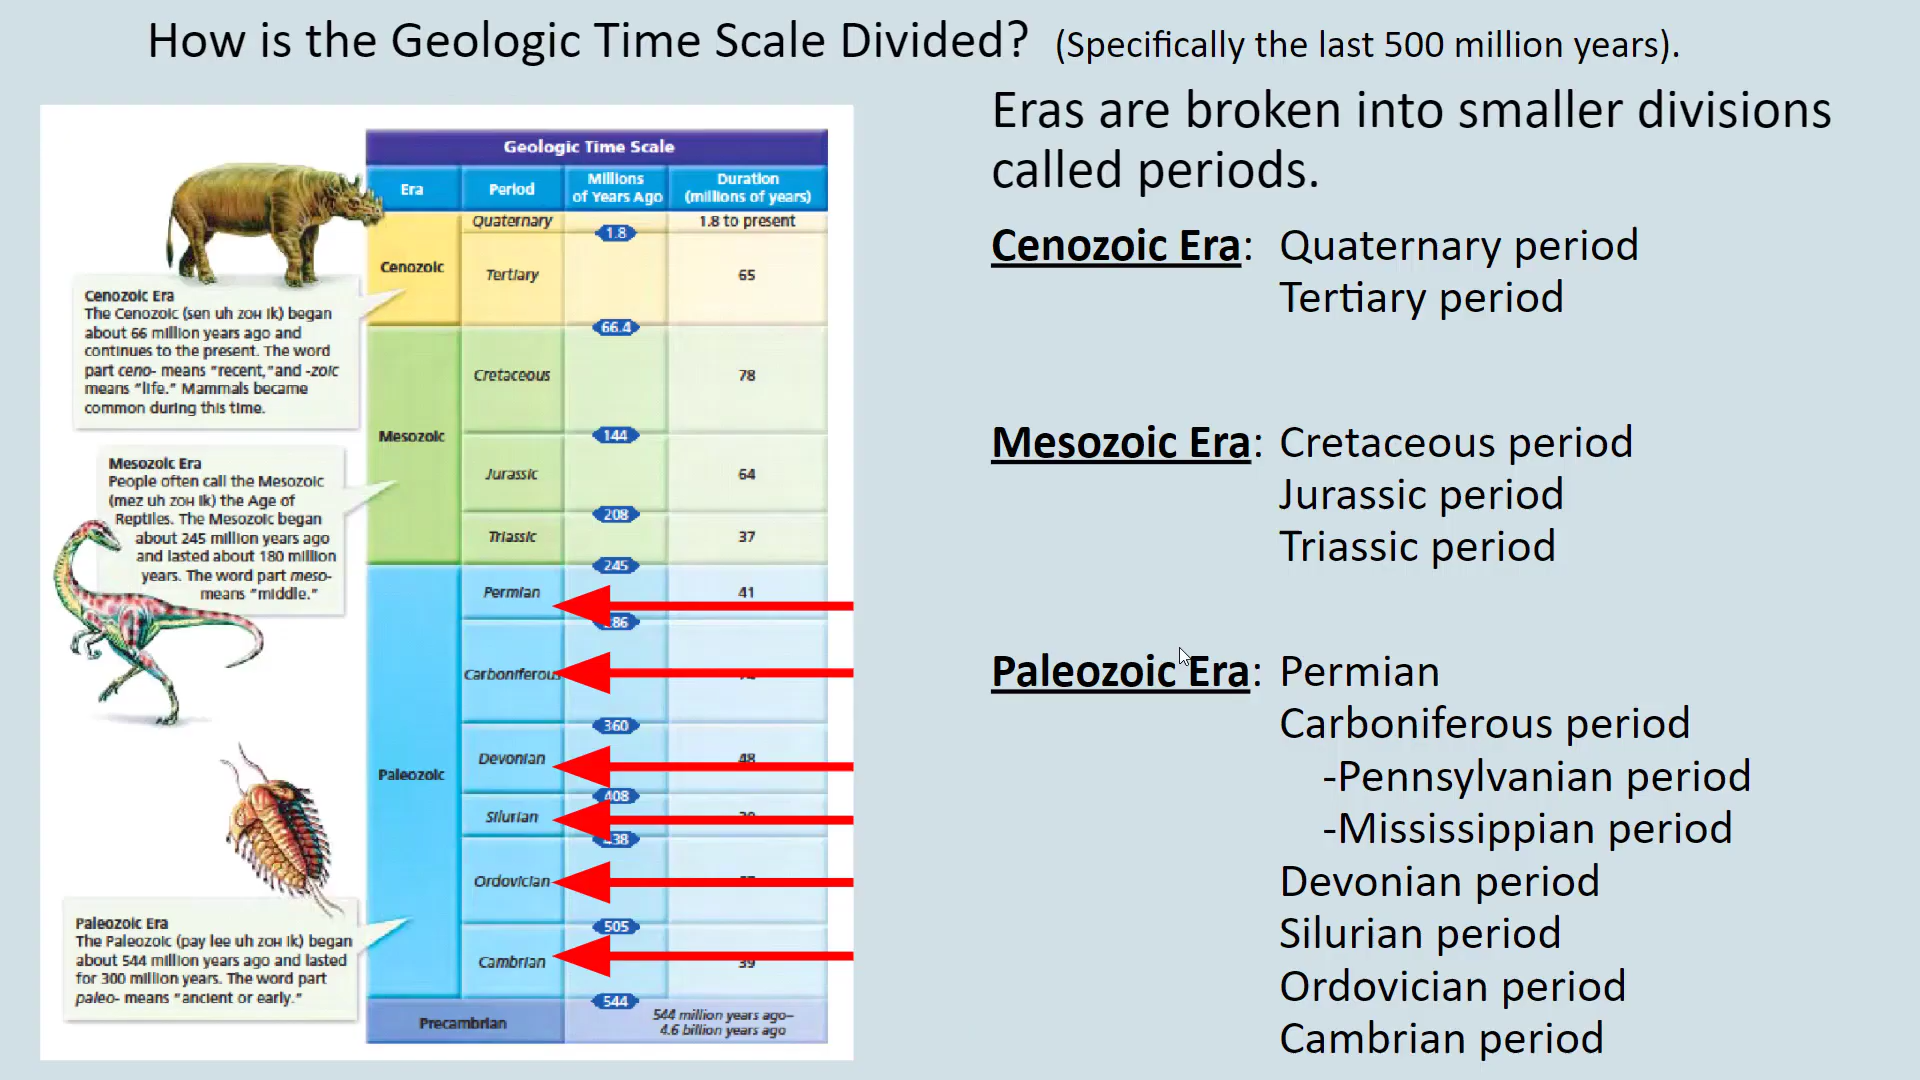 How is the Geologic Time Scale Divided? (Specifically the last 500 million years).
Geologic Time Scale
Era Period Millions of Years Ago Duration (millions of years)
Quaternary 1.8 to present
1.8
Cenozoic
Tertiary 65
66.4
Cretaceous 78
144
Mesozoic
Jurassic 64
208
Triassic 37
245
Permian 41
Carboniferous
360
Devonian 48
408
Paleozoic
Silurian
438
Ordovician
505
Cambrian 39
544
Precambrian
544 million years ago–
4.6 billion years ago
Cenozoic Era
The Cenozoic (sen uh ZOH ik) began
about 66 million years ago and
continues to the present. The word
part ceno- means “recent,”and -zoic
means “life.” Mammals became
common during this time.
Mesozoic Era
People often call the Mesozoic
(mez uh ZOH ik) the Age of
Reptiles. The Mesozoic began
about 245 million years ago
and lasted about 180 million
years. The word part meso-
means “middle.”
Paleozoic Era
The Paleozoic (pay lee uh ZOH ik) began
about 544 million years ago and lasted
for 300 million years. The word part
paleo- means “ancient or early.”
Eras are broken into smaller divisions
called periods.
Cenozoic Era: Quaternary period
Tertiary period
Mesozoic Era: Cretaceous period
Jurassic period
Triassic period
Paleozoic Era: Permian
Carboniferous period
-Pennsylvanian period
-Mississippian period
Devonian period
Silurian period
Ordovician period
Cambrian period